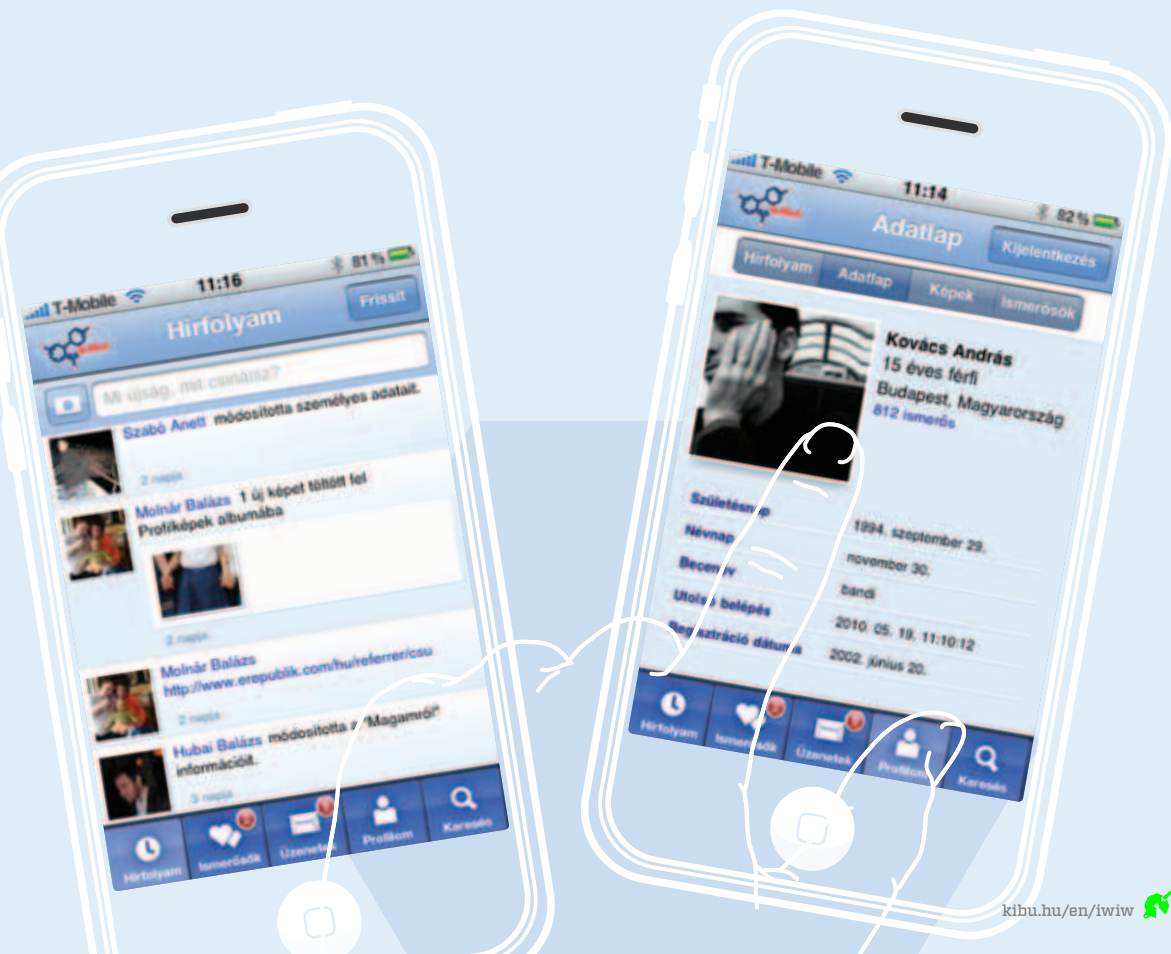 T-Mobile 11:16 81%
Hírfolyam
Frissít
Mi újság, mit csinálsz?
Szabó Anett módosította személyes adatait.
2 napja
Molnár Balázs 1 új képet töltött fel
Profilképek albumába
2 napja
Molnár Balázs
http://www.erepublik.com/hu/referrer/csu
2 napja
Hubai Balázs módosította a "Magamról"
információit.
3 napja
Hírfolyam
Ismerősök
Üzenetek
Profilom
Keresés
T-Mobile 11:14 82%
Adatlap
Kijelentkezés
Hírfolyam
Adatlap
Képek
Ismerősök
Kovács András
15 éves férfi
Budapest, Magyarország
812 ismerős
Születésnap 1994. szeptember 29.
Névnap november 30.
Becenév bandi
Utolsó belépés 2010. 05. 19. 11:10:12
Regisztráció dátuma 2002. június 20.
Hírfolyam
Ismerősök
Üzenetek
Profilom
Keresés
kibu.hu/en/iwiw